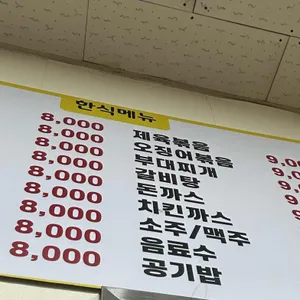 한식메뉴
8,000
8,000
8,000
8,000
8,000
8,000
8,000
8,000
제육볶음
오징어볶음
부대찌개
갈비탕
돈까스
치킨까스
소주/맥주
음료수
공기밥